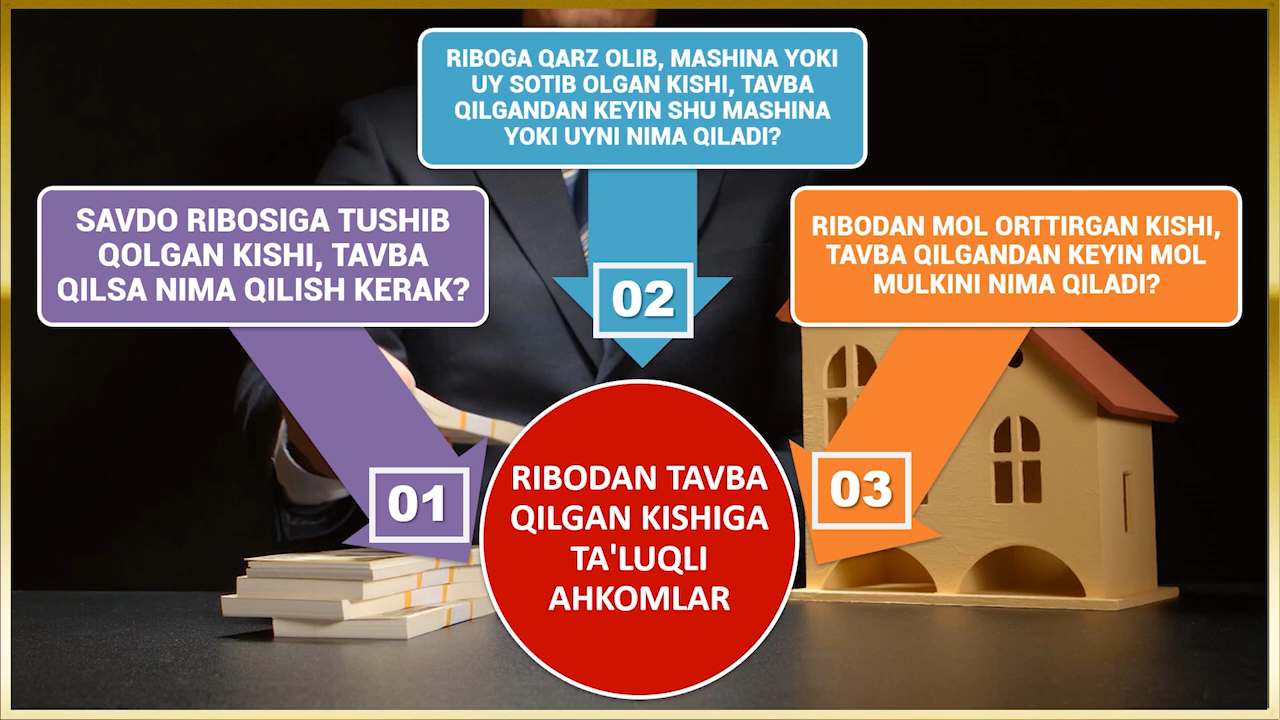 RIBOGA QARZ OLIB, MASHINA YOKI
UY SOTIB OLGAN KISHI, TAVBA
QILGANDAN KEYIN SHU MASHINA
YOKI UYNI NIMA QILADI?
SAVDO RIBOSIGA TUSHIB
QOLGAN KISHI, TAVBA
QILSA NIMA QILISH KERAK?
RIBODAN MOL ORTTIRGAN KISHI,
TAVBA QILGANDAN KEYIN MOL
MULKINI NIMA QILADI?
02
01
03
RIBODAN TAVBA
QILGAN KISHIGA
TA'LUQLI
AHKOMLAR